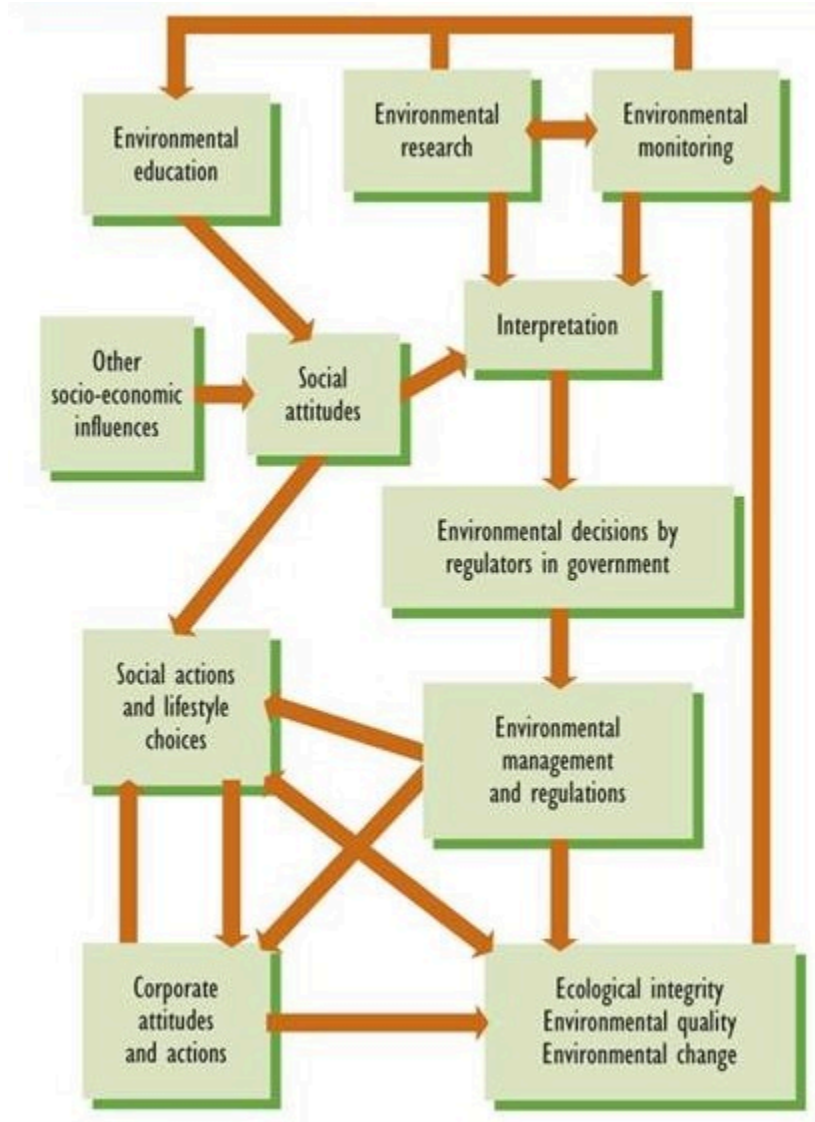 Environmental
education
Environmental
research
Environmental
monitoring
Other
socio-economic
influences
Social
attitudes
Interpretation
Environmental decisions by
regulators in government
Social actions
and lifestyle
choices
Environmental
management
and regulations
Corporate
attitudes
and actions
Ecological integrity
Environmental quality
Environmental change